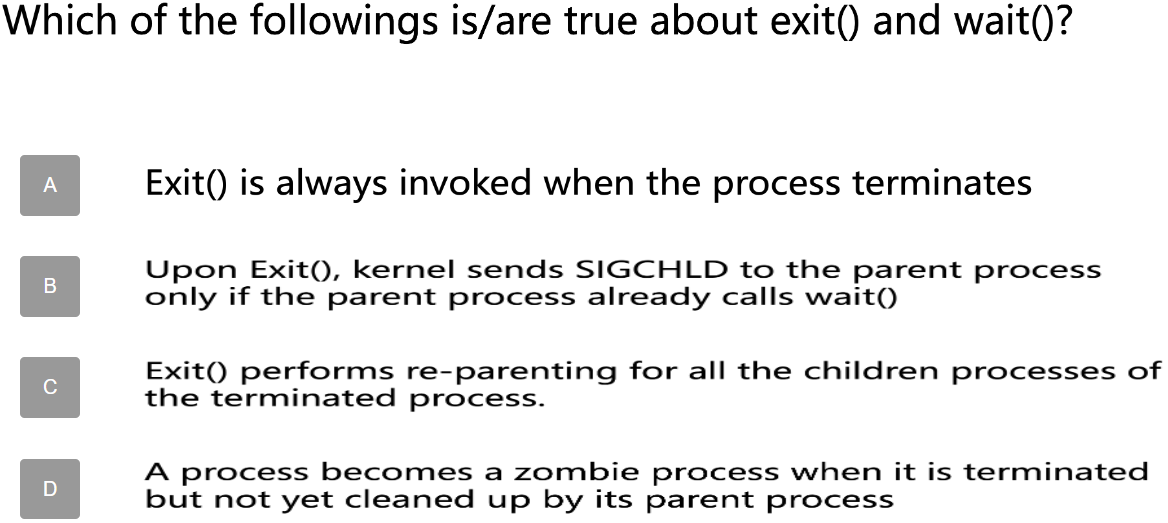 Which of the followings is/are true about exit() and wait()?
A
Exit() is always invoked when the process terminates
B
Upon Exit(), kernel sends SIGCHLD to the parent process
only if the parent process already calls wait()
C
Exit() performs re-parenting for all the children processes of
the terminated process.
D
A process becomes a zombie process when it is terminated
but not yet cleaned up by its parent process